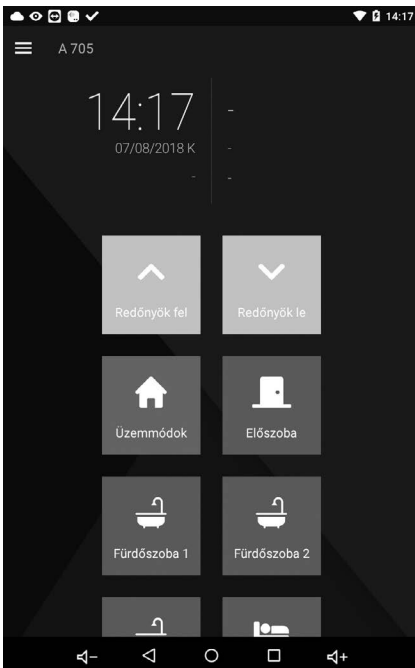 14:17
A 705
14:17
-
07/08/2018 K
-
-
-
Redőnyök fel
Redőnyök le
Üzemmódok
Előszoba
Fürdőszoba 1
Fürdőszoba 2